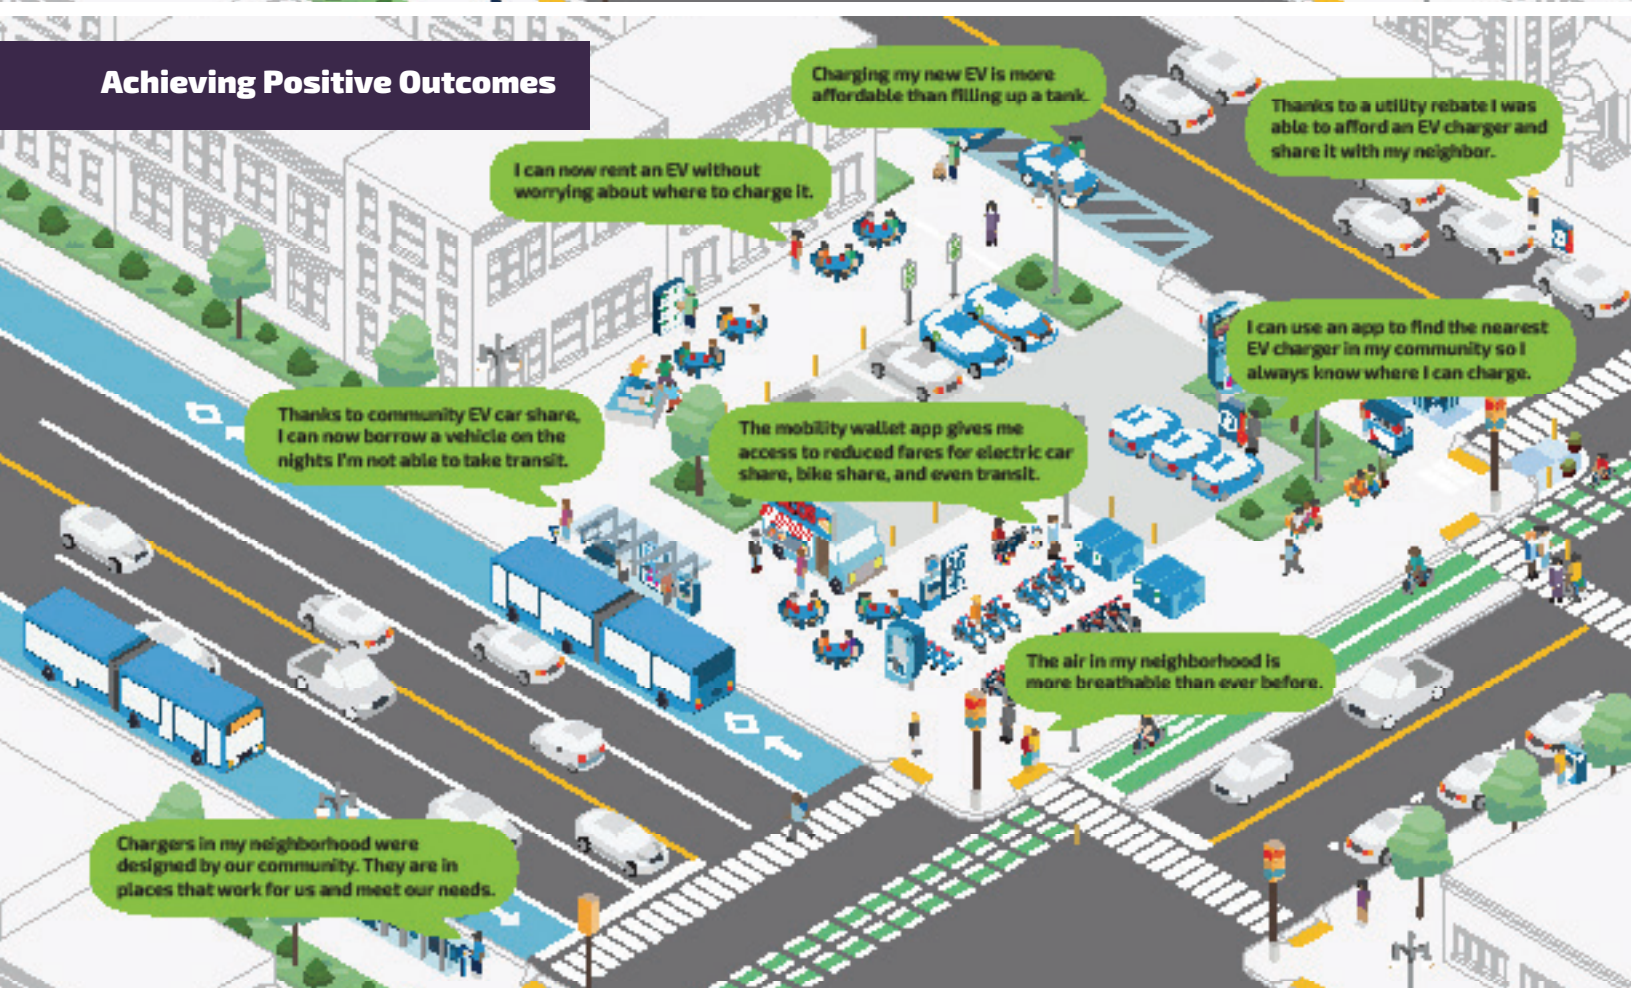 Achieving Positive Outcomes
Charging my new EV is more
affordable than filling up a tank.
Thanks to a utility rebate I was
able to afford an EV charger and
share it with my neighbor.
I can now rent an EV without
worrying about where to charge it.
I can use an app to find the nearest
EV charger in my community so I
always know where I can charge.
Thanks to community EV car share,
I can now borrow a vehicle on the
nights I'm not able to take transit.
The mobility wallet app gives me
access to reduced fares for electric car
share, bike share, and even transit.
The air in my neighborhood is
more breathable than ever before.
Chargers in my neighborhood were
designed by our community. They are in
places that work for us and meet our needs.